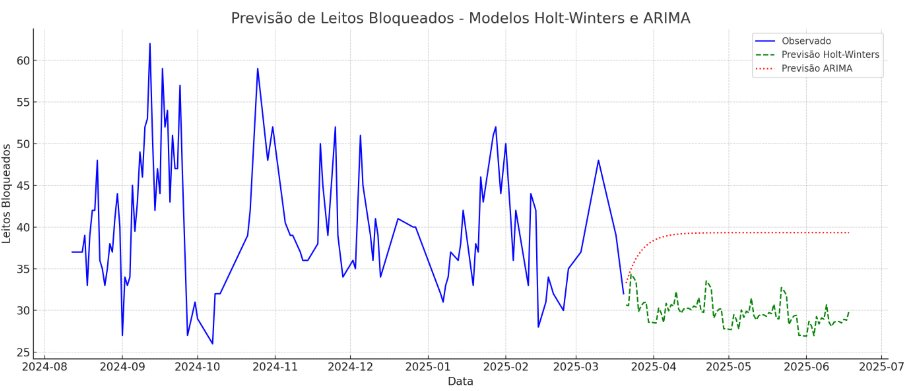 Previsão de Leitos Bloqueados - Modelos Holt-Winters e ARIMA
Observado
Previsão Holt-Winters
Previsão ARIMA
Leitos Bloqueados
60
55
50
45
40
35
30
25
2024-08 2024-09 2024-10 2024-11 2024-12 2025-01 2025-02 2025-03 2025-04 2025-05 2025-06 2025-07
Data